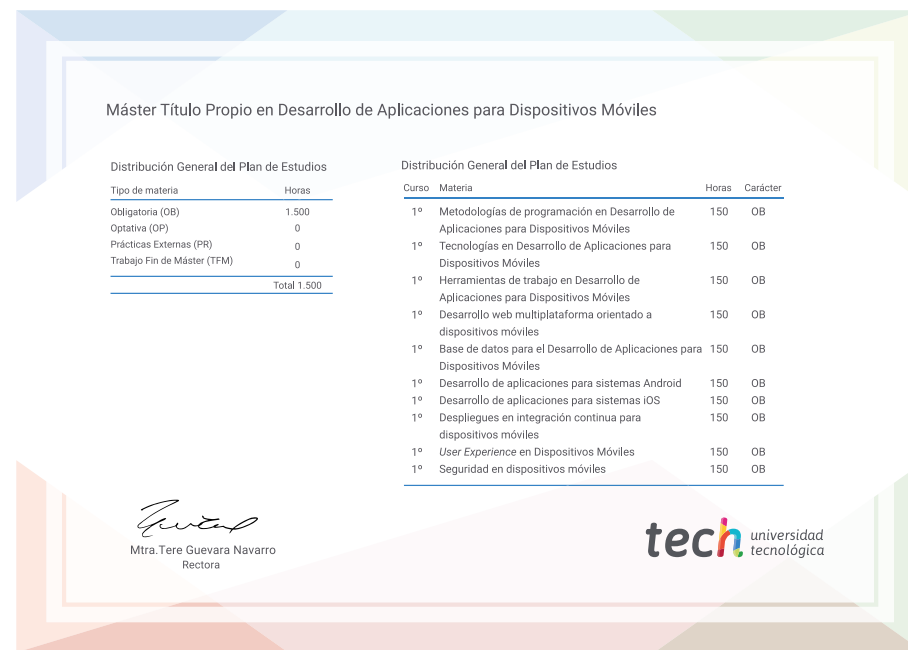 Máster Título Propio en Desarrollo de Aplicaciones para Dispositivos Móviles
Distribución General del Plan de Estudios
Tipo de materia Horas
Obligatoria (OB) 1.500
Optativa (OP) 0
Prácticas Externas (PR) 0
Trabajo Fin de Máster (TFM) 0
Total 1.500
Distribución General del Plan de Estudios
Curso Materia Horas Carácter
1º Metodologías de programación en Desarrollo de 150 OB
Aplicaciones para Dispositivos Móviles
1º Tecnologías en Desarrollo de Aplicaciones para 150 OB
Dispositivos Móviles
1º Herramientas de trabajo en Desarrollo de 150 OB
Aplicaciones para Dispositivos Móviles
1º Desarrollo web multiplataforma orientado a 150 OB
dispositivos móviles
1º Base de datos para el Desarrollo de Aplicaciones para 150 OB
Dispositivos Móviles
1º Desarrollo de aplicaciones para sistemas Android 150 OB
1º Desarrollo de aplicaciones para sistemas iOS 150 OB
1º Despliegues en integración continua para 150 OB
dispositivos móviles
1º User Experience en Dispositivos Móviles 150 OB
1º Seguridad en dispositivos móviles 150 OB
Mtra.Tere Guevara Navarro
Rectora
tech universidad
tecnológica